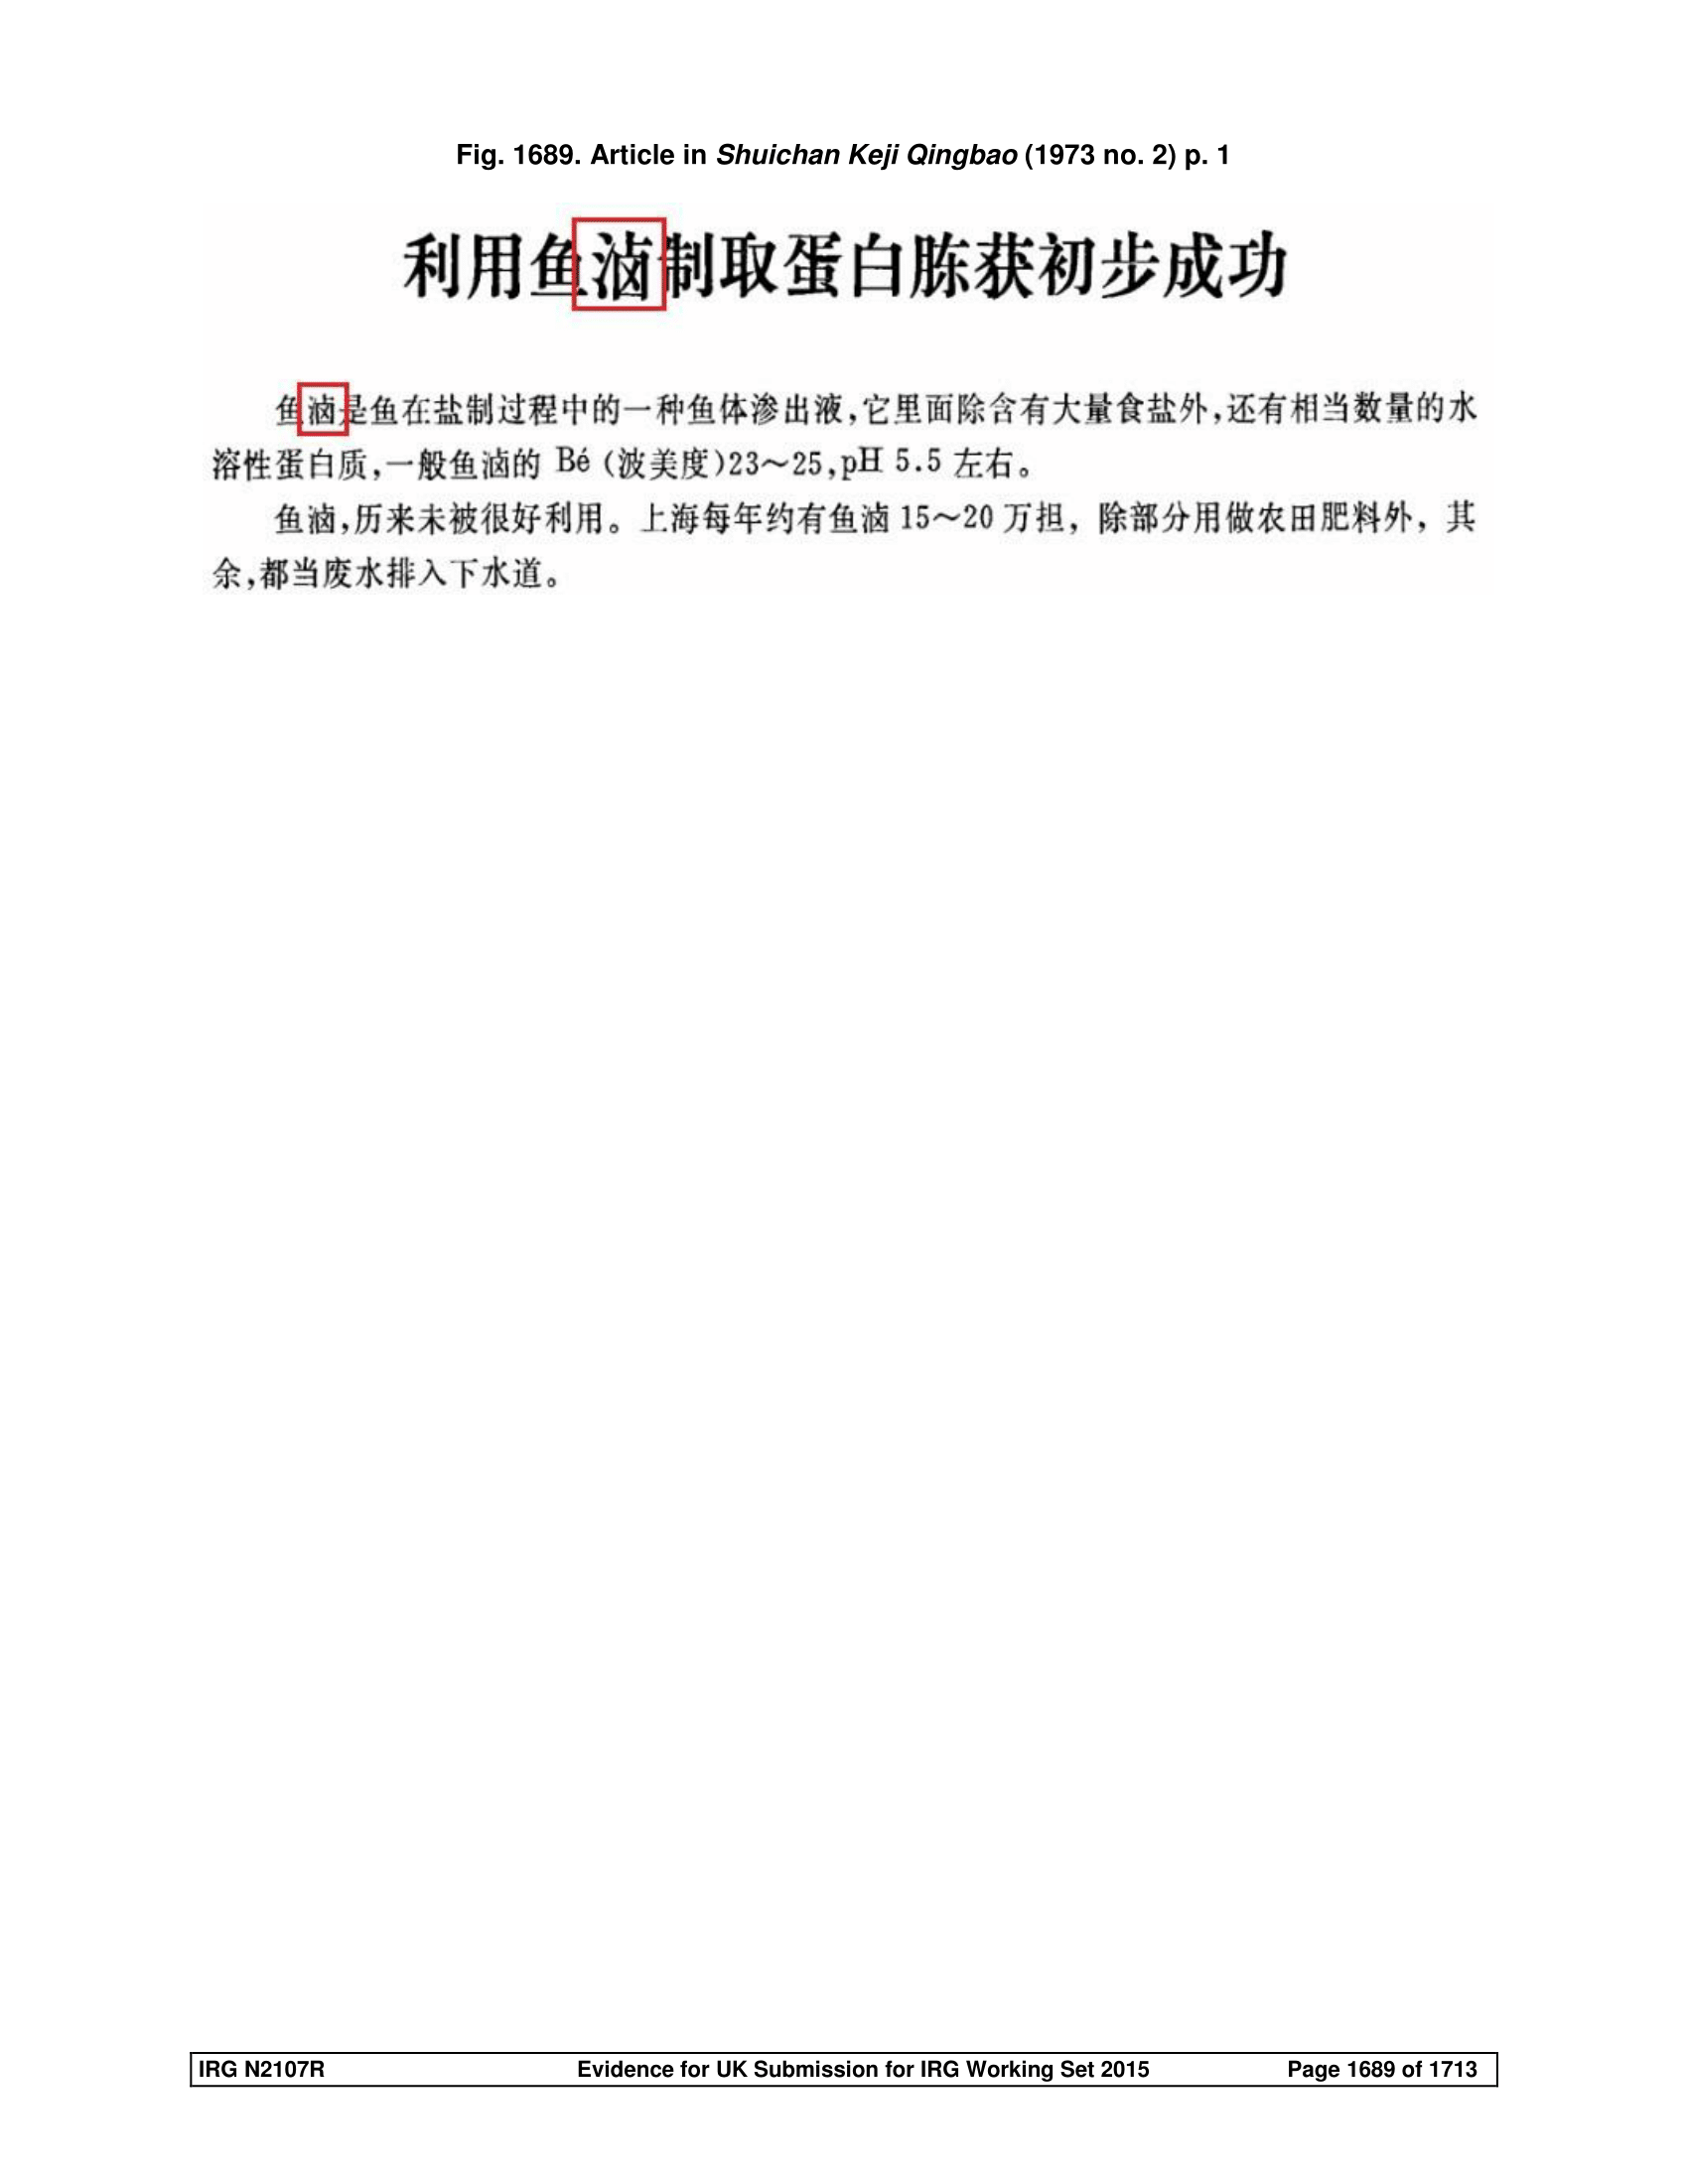 Fig. 1689. Article in Shuichan Keji Qingbao (1973 no. 2) p. 1
利用鱼滷制取蛋白胨获初步成功
鱼滷是鱼在盐制过程中的一种鱼体渗出液,它里面除含有大量食盐外,还有相当数量的水
溶性蛋白质,一般鱼滷的 Bé (波美度)23~25,pH 5.5 左右。
鱼滷,历来未被很好利用。上海每年约有鱼滷 15~20 万担, 除部分用做农田肥料外, 其
余,都当废水排入下水道。
IRG N2107R Evidence for UK Submission for IRG Working Set 2015 Page 1689 of 1713